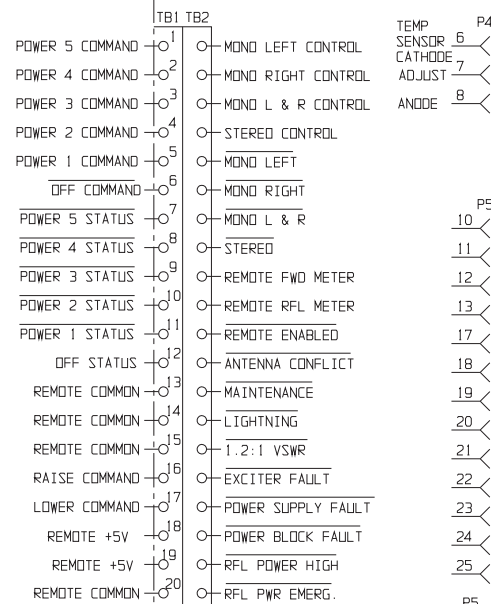 TB1 TB2
POWER 5 COMMAND 1 MONO LEFT CONTROL
POWER 4 COMMAND 2 MONO RIGHT CONTROL
POWER 3 COMMAND 3 MONO L & R CONTROL
POWER 2 COMMAND 4 STEREO CONTROL
POWER 1 COMMAND 5 MONO LEFT
OFF COMMAND 6 MONO RIGHT
POWER 5 STATUS 7 MONO L & R
POWER 4 STATUS 8 STEREO
POWER 3 STATUS 9 REMOTE FWD METER
POWER 2 STATUS 10 REMOTE RFL METER
POWER 1 STATUS 11 REMOTE ENABLED
OFF STATUS 12 ANTENNA CONFLICT
REMOTE COMMON 13 MAINTENANCE
REMOTE COMMON 14 LIGHTNING
REMOTE COMMON 15 1.2:1 VSWR
RAISE COMMAND 16 EXCITER FAULT
LOWER COMMAND 17 POWER SUPPLY FAULT
REMOTE +5V 18 POWER BLOCK FAULT
REMOTE +5V 19 RFL POWER HIGH
REMOTE COMMON 20 RFL PWR EMERG.
P4
TEMP
SENSOR 6
CATHODE
ADJUST 7
ANODE 8
P5
10
11
12
13
17
18
19
20
21
22
23
24
25
P5